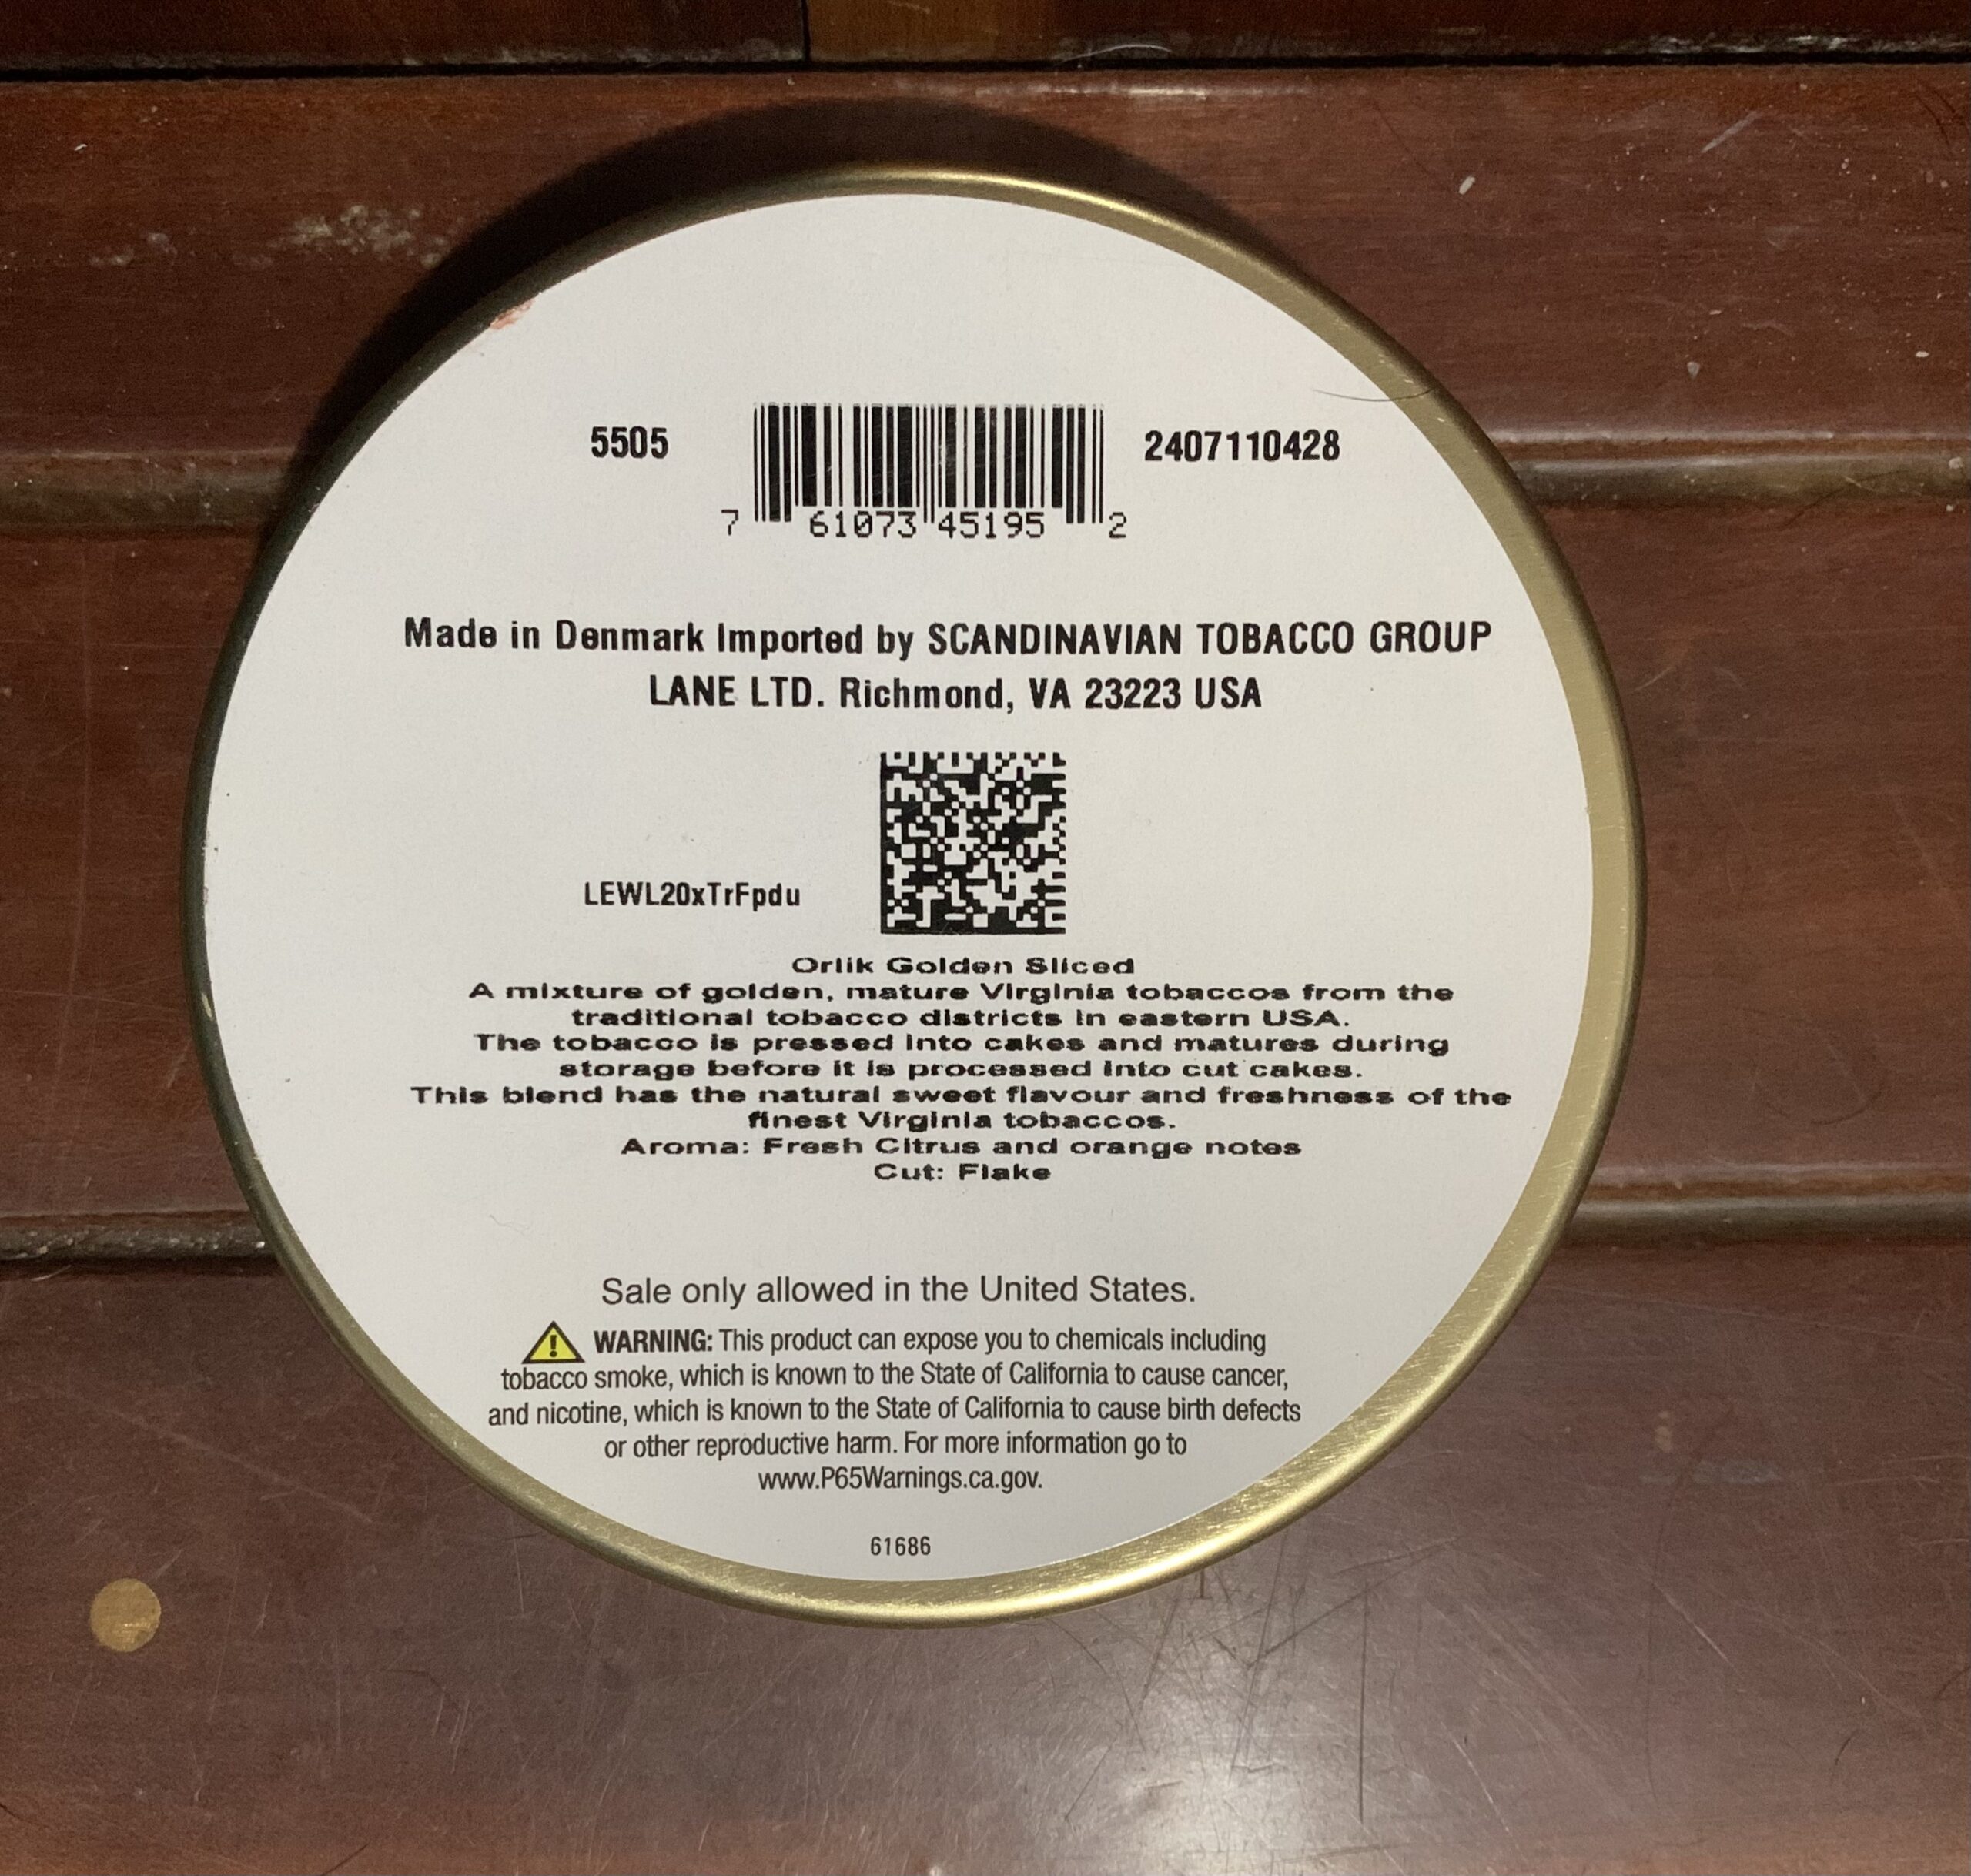 5505 2407110428
7 61073 45195 2
Made in Denmark Imported by SCANDINAVIAN TOBACCO GROUP
LANE LTD. Richmond, VA 23223 USA
LEWL20xTrFpdu
Orlik Golden Sliced
A mixture of golden, mature Virginia tobaccos from the
traditional tobacco districts in eastern USA.
The tobacco is pressed into cakes and matures during
storage before it is processed into cut cakes.
This blend has the natural sweet flavour and freshness of the
finest Virginia tobaccos.
Aroma: Fresh Citrus and orange notes
Cut: Flake
Sale only allowed in the United States.
WARNING: This product can expose you to chemicals including
tobacco smoke, which is known to the State of California to cause cancer,
and nicotine, which is known to the State of California to cause birth defects
or other reproductive harm. For more information go to
www.P65Warnings.ca.gov.
61686